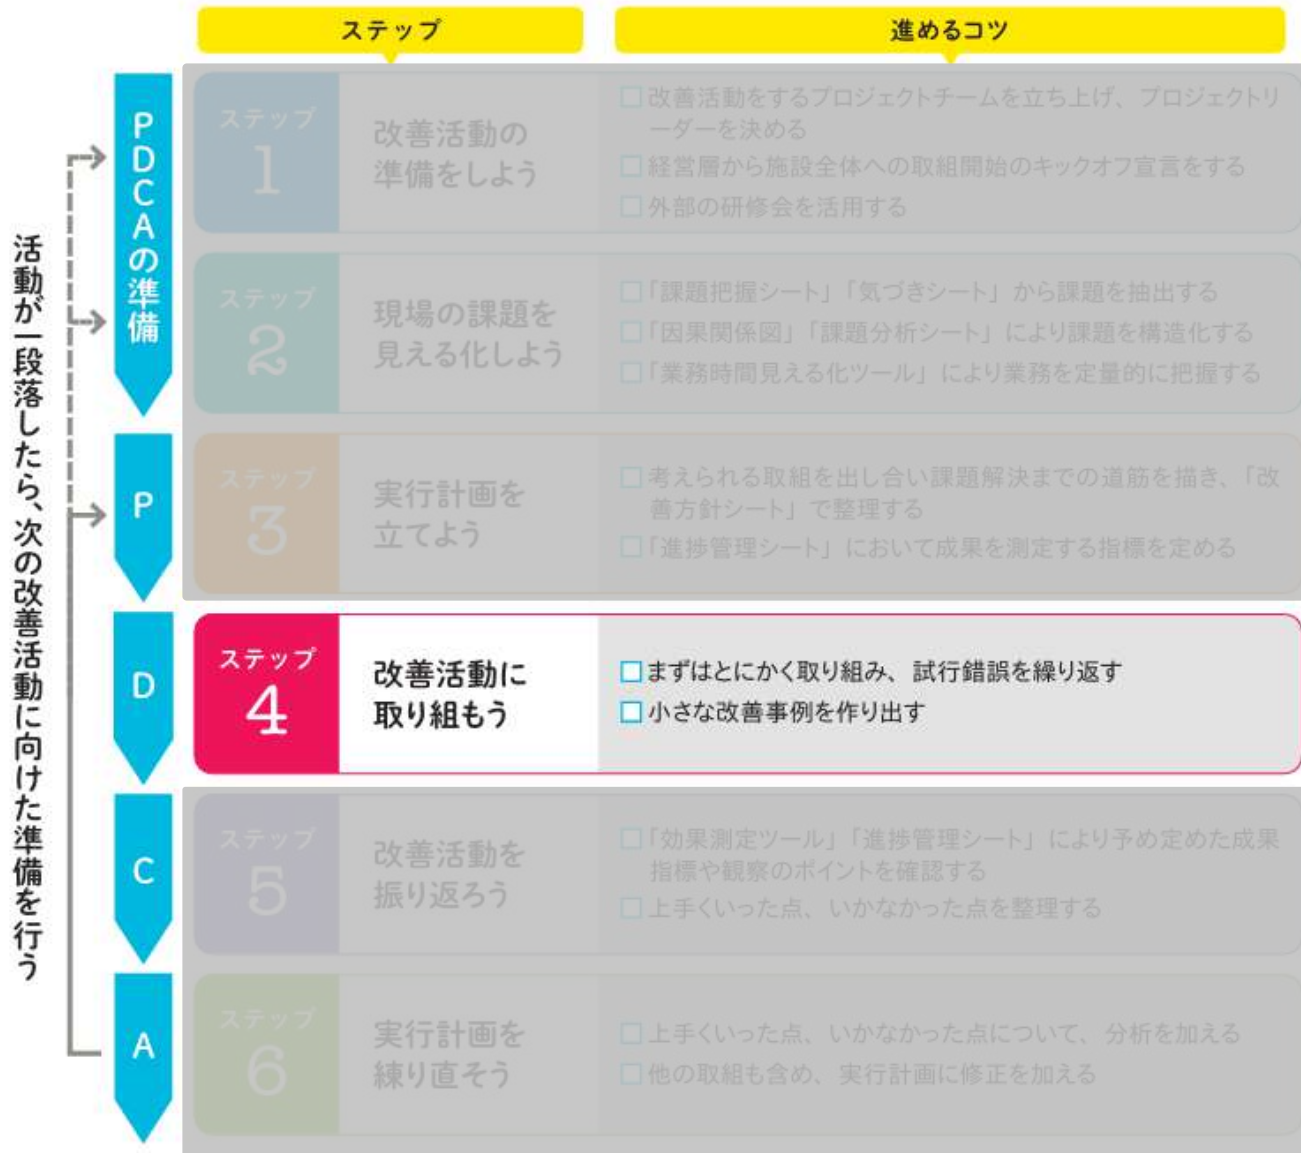 ステップ
進めるコツ
活動が一段落したら、次の改善活動に向けた準備を行う
PDCAの準備
ステップ
1
改善活動の
準備をしよう
□改善活動をするプロジェクトチームを立ち上げ、プロジェクトリ
ーダーを決める
□経営層から施設全体への取組開始のキックオフ宣言をする
□外部の研修会を活用する
ステップ
2
現場の課題を
見える化しよう
□「課題把握シート」「気づきシート」から課題を抽出する
□「因果関係図」「課題分析シート」により課題を構造化する
□「業務時間見える化ツール」により業務を定量的に把握する
P
ステップ
3
実行計画を
立てよう
□考えられる取組を出し合い課題解決までの道筋を描き、「改
善方針シート」で整理する
□「進捗管理シート」において成果を測定する指標を定める
D
ステップ
4
改善活動に
取り組もう
□まずはとにかく取り組み、試行錯誤を繰り返す
□小さな改善事例を作り出す
C
ステップ
5
改善活動を
振り返ろう
□「効果測定ツール」「進捗管理シート」により予め定めた成果
指標や観察のポイントを確認する
□上手くいった点、いかなかった点を整理する
A
ステップ
6
実行計画を
練り直そう
□上手くいった点、いかなかった点について、分析を加える
□他の取組も含め、実行計画に修正を加える